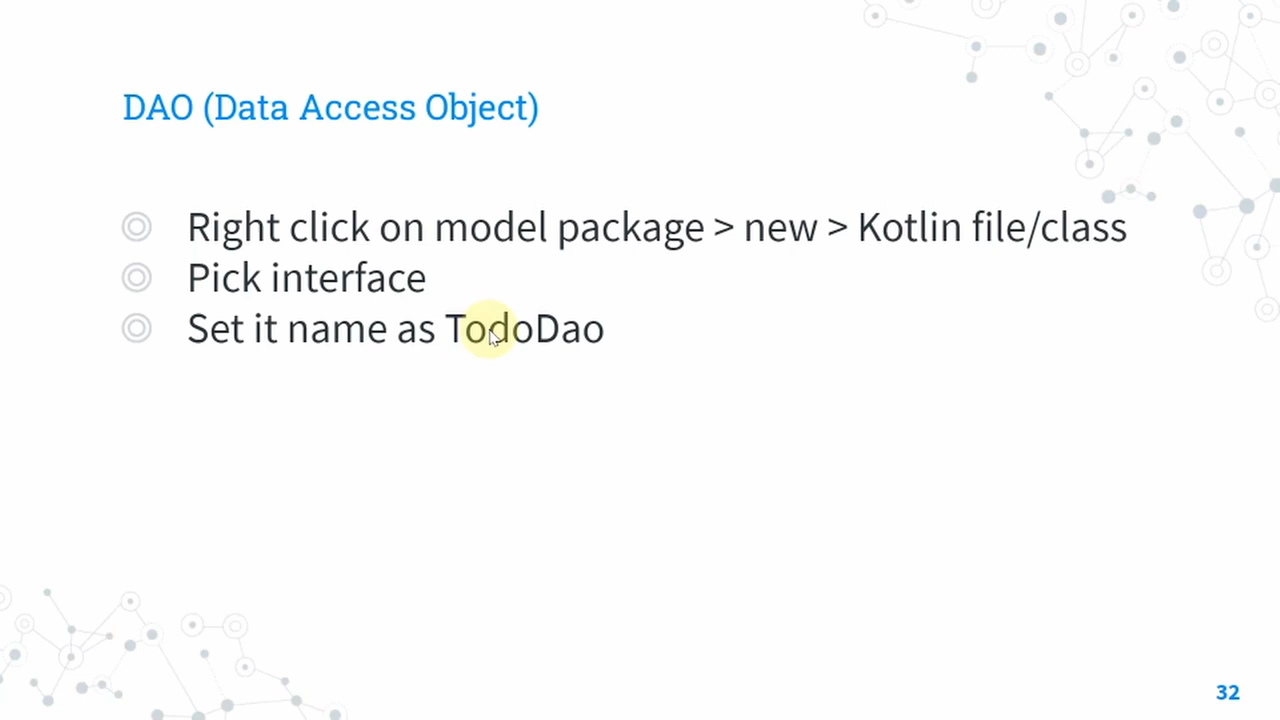 DAO (Data Access Object)
Right click on model package > new > Kotlin file/class
Pick interface
Set it name as TodoDao
32